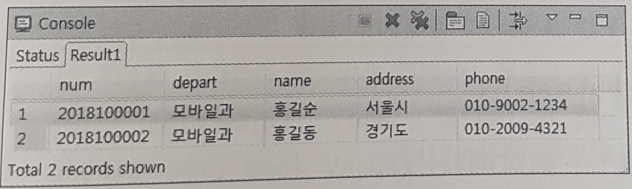 Console
Status Result1
num depart name address phone
1 2018100001 모바일과 홍길순 서울시 010-9002-1234
2 2018100002 모바일과 홍길동 경기도 010-2009-4321
Total 2 records shown